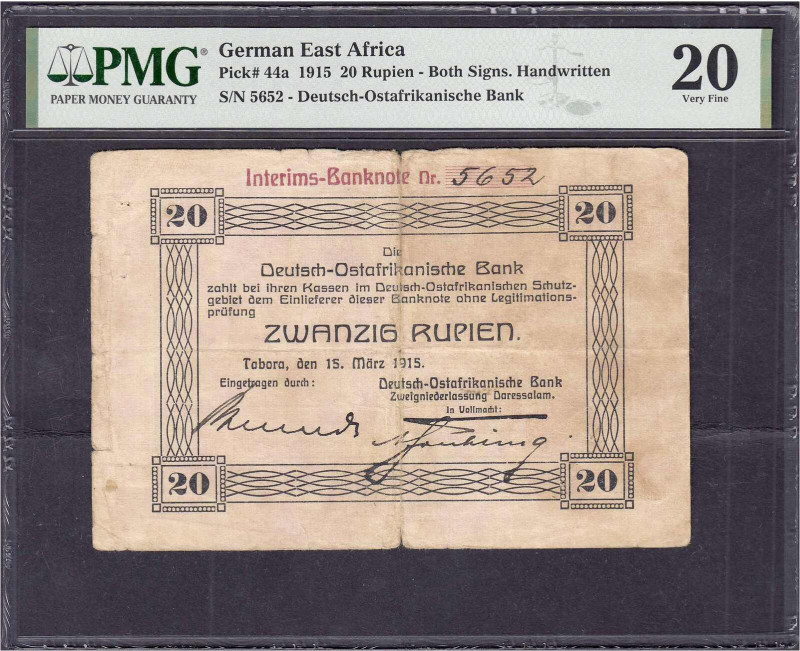 PMG®
PAPER MONEY GUARANTY
German East Africa
Pick# 44a 1915 20 Rupien - Both Signs. Handwritten
S/N 5652 - Deutsch-Ostafrikanische Bank
20
Very Fine
Interims-Banknote nr. 5652
20 20
Die
Deutsch-Ostafrikanische Bank
zahlt bei ihren Kassen im Deutsch-Ostafrikanischen Schutz-
gebiet dem Einlieferer dieser Banknote ohne Legitimations-
prüfung
ZWANZIG RUPIEN.
Tabora, den 15. März 1915.
Eingetragen durch: Deutsch-Ostafrikanische Bank
Zweigniederlassung Daressalam.
In Vollmacht:
20 20